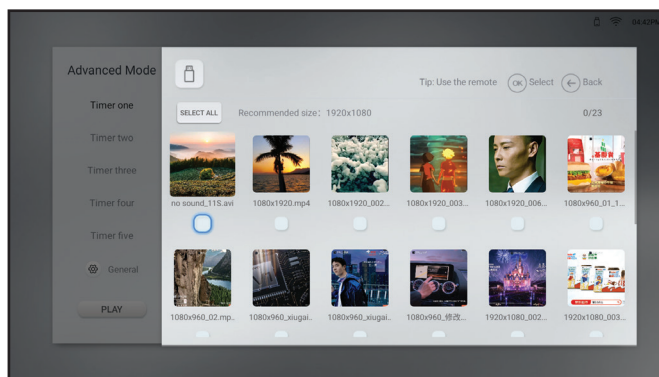 04:42PM
Advanced Mode
Tip: Use the remote OK Select Back
SELECT ALL Recommended size: 1920x1080 0/23
Timer one
Timer two
Timer three
Timer four
Timer five
General
PLAY
no sound_11S.avi 1080x1920.mp4 1080x1920_002... 1080x1920_003... 1080x1920_006... 1080x960_01_1...
1080x960_02.mp.. 1080x960_xiugai.. 1080x960_xiugai.. 1080x960_修改... 1920x1080_002... 1920x1080_003...